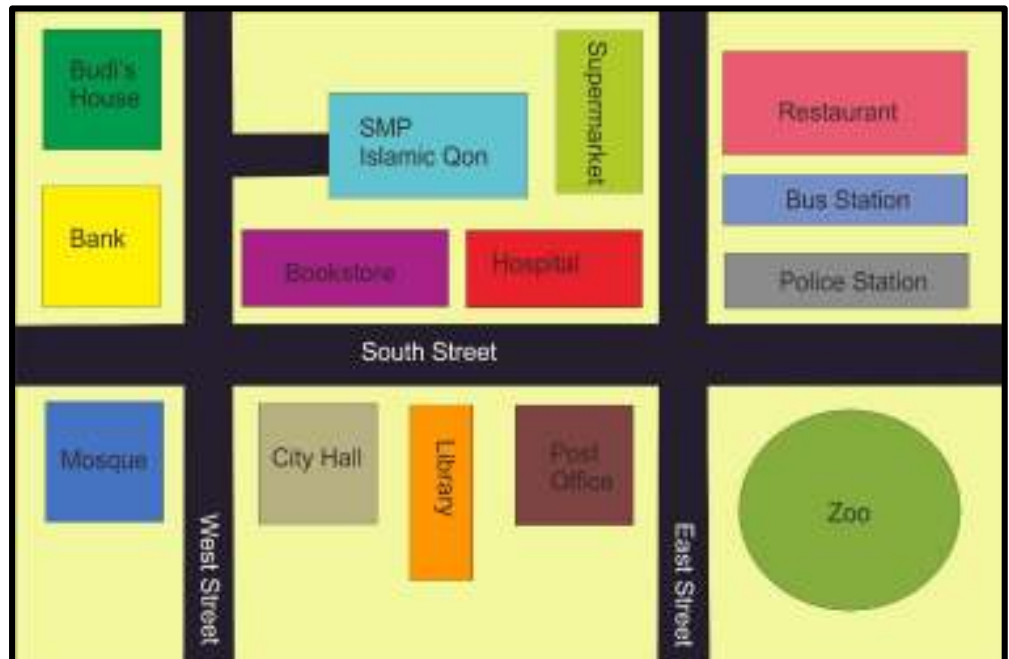 Budi's
House
Supermarket
SMP
Islamic Qon
Restaurant
Bus Station
Bank
Bookstore
Hospital
Police Station
South Street
Mosque
City Hall
Library
Post
Office
Zoo
West Street
East Street